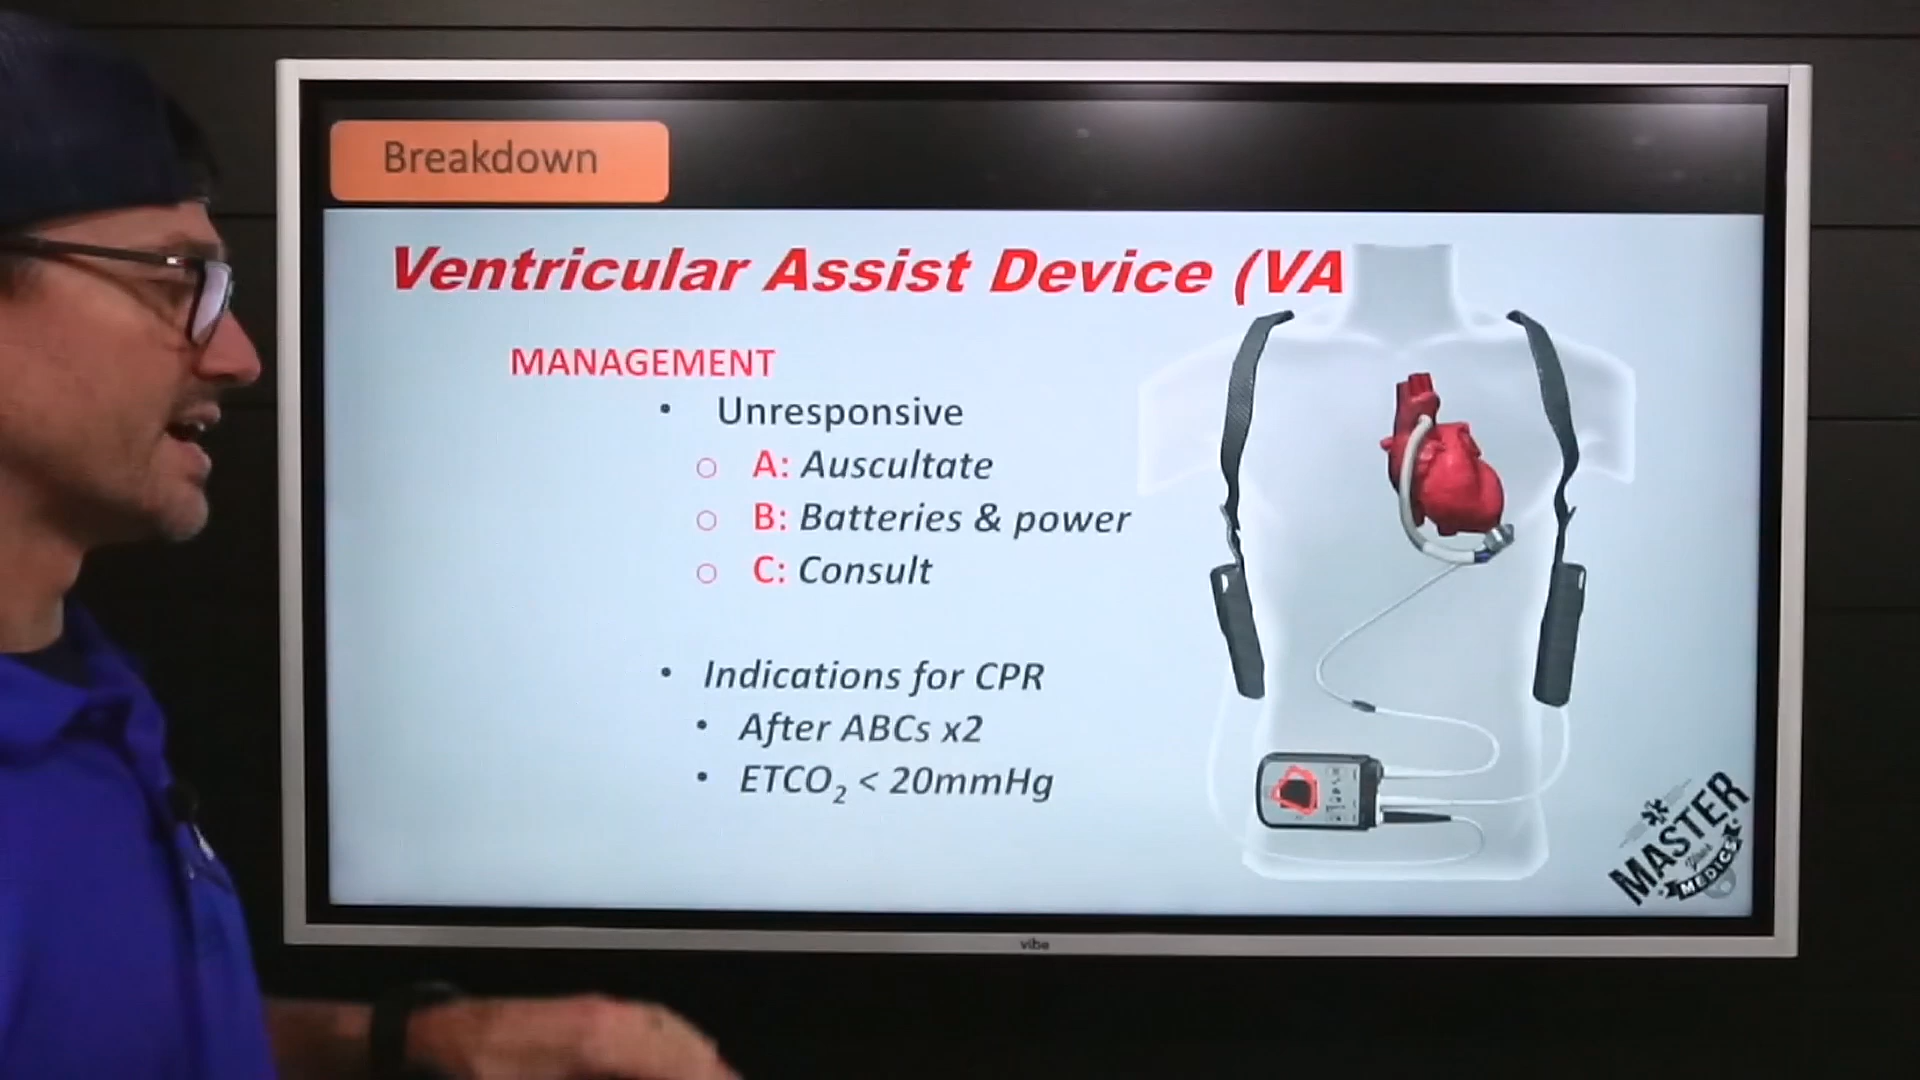 Breakdown
Ventricular Assist Device (VA
MANAGEMENT
• Unresponsive
○ A: Auscultate
○ B: Batteries & power
○ C: Consult
• Indications for CPR
• After ABCs x2
• ETCO₂ < 20mmHg
MASTER
Your
MEDICS
vibe